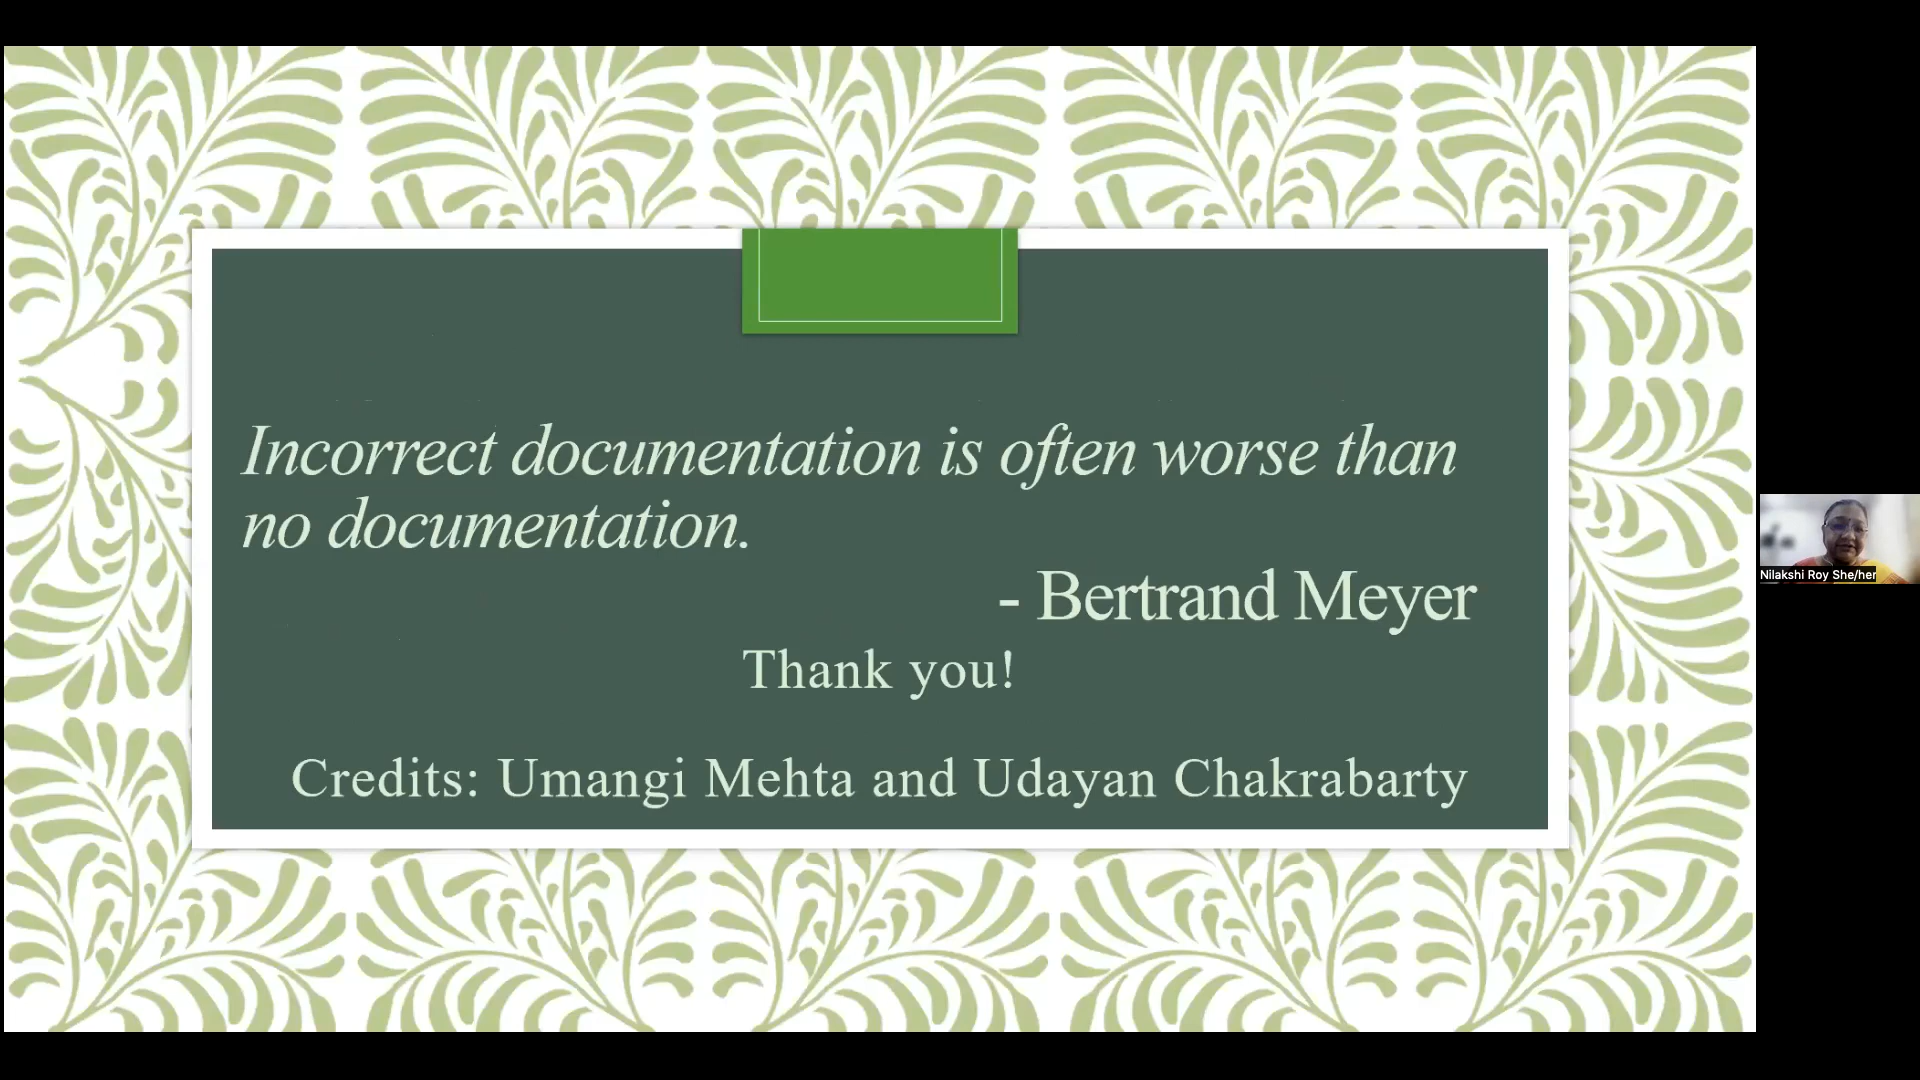 Incorrect documentation is often worse than
no documentation.
- Bertrand Meyer
Thank you!
Credits: Umangi Mehta and Udayan Chakrabarty
Nilakshi Roy She/her